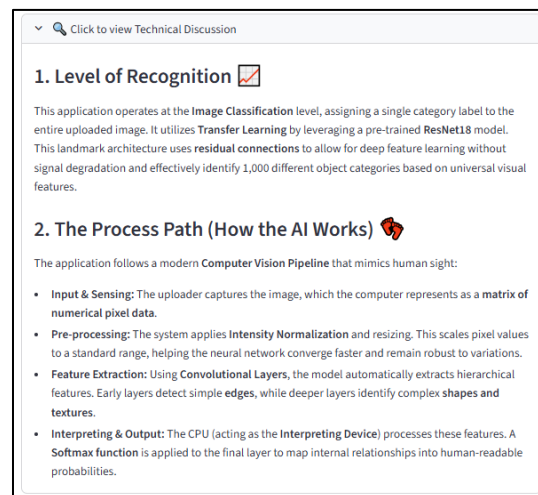 Click to view Technical Discussion
1. Level of Recognition
This application operates at the Image Classification level, assigning a single category label to the
entire uploaded image. It utilizes Transfer Learning by leveraging a pre-trained ResNet18 model.
This landmark architecture uses residual connections to allow for deep feature learning without
signal degradation and effectively identify 1,000 different object categories based on universal visual
features.
2. The Process Path (How the AI Works)
The application follows a modern Computer Vision Pipeline that mimics human sight:
• Input & Sensing: The uploader captures the image, which the computer represents as a matrix of
numerical pixel data.
• Pre-processing: The system applies Intensity Normalization and resizing. This scales pixel values
to a standard range, helping the neural network converge faster and remain robust to variations.
• Feature Extraction: Using Convolutional Layers, the model automatically extracts hierarchical
features. Early layers detect simple edges, while deeper layers identify complex shapes and
textures.
• Interpreting & Output: The CPU (acting as the Interpreting Device) processes these features. A
Softmax function is applied to the final layer to map internal relationships into human-readable
probabilities.